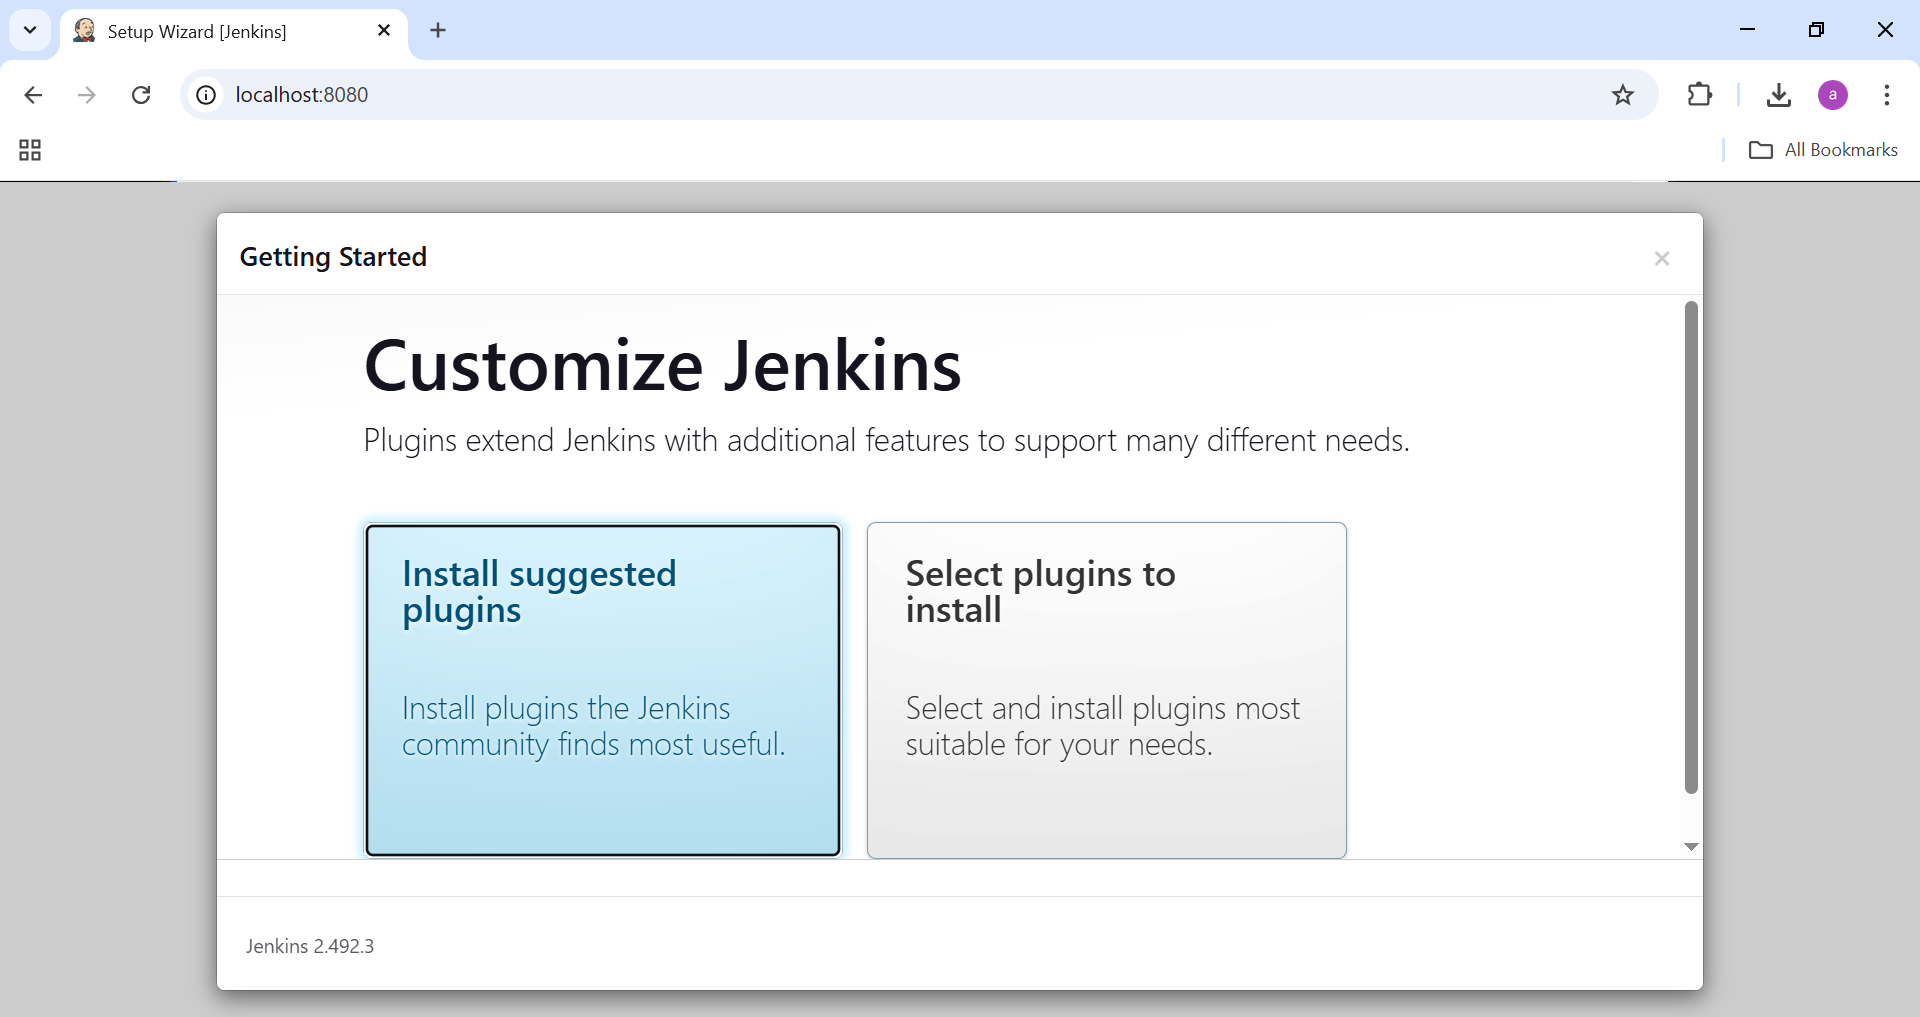 Setup Wizard [Jenkins]
localhost:8080
a
All Bookmarks
Getting Started
Customize Jenkins
Plugins extend Jenkins with additional features to support many different needs.
Install suggested
plugins
Install plugins the Jenkins
community finds most useful.
Select plugins to
install
Select and install plugins most
suitable for your needs.
Jenkins 2.492.3